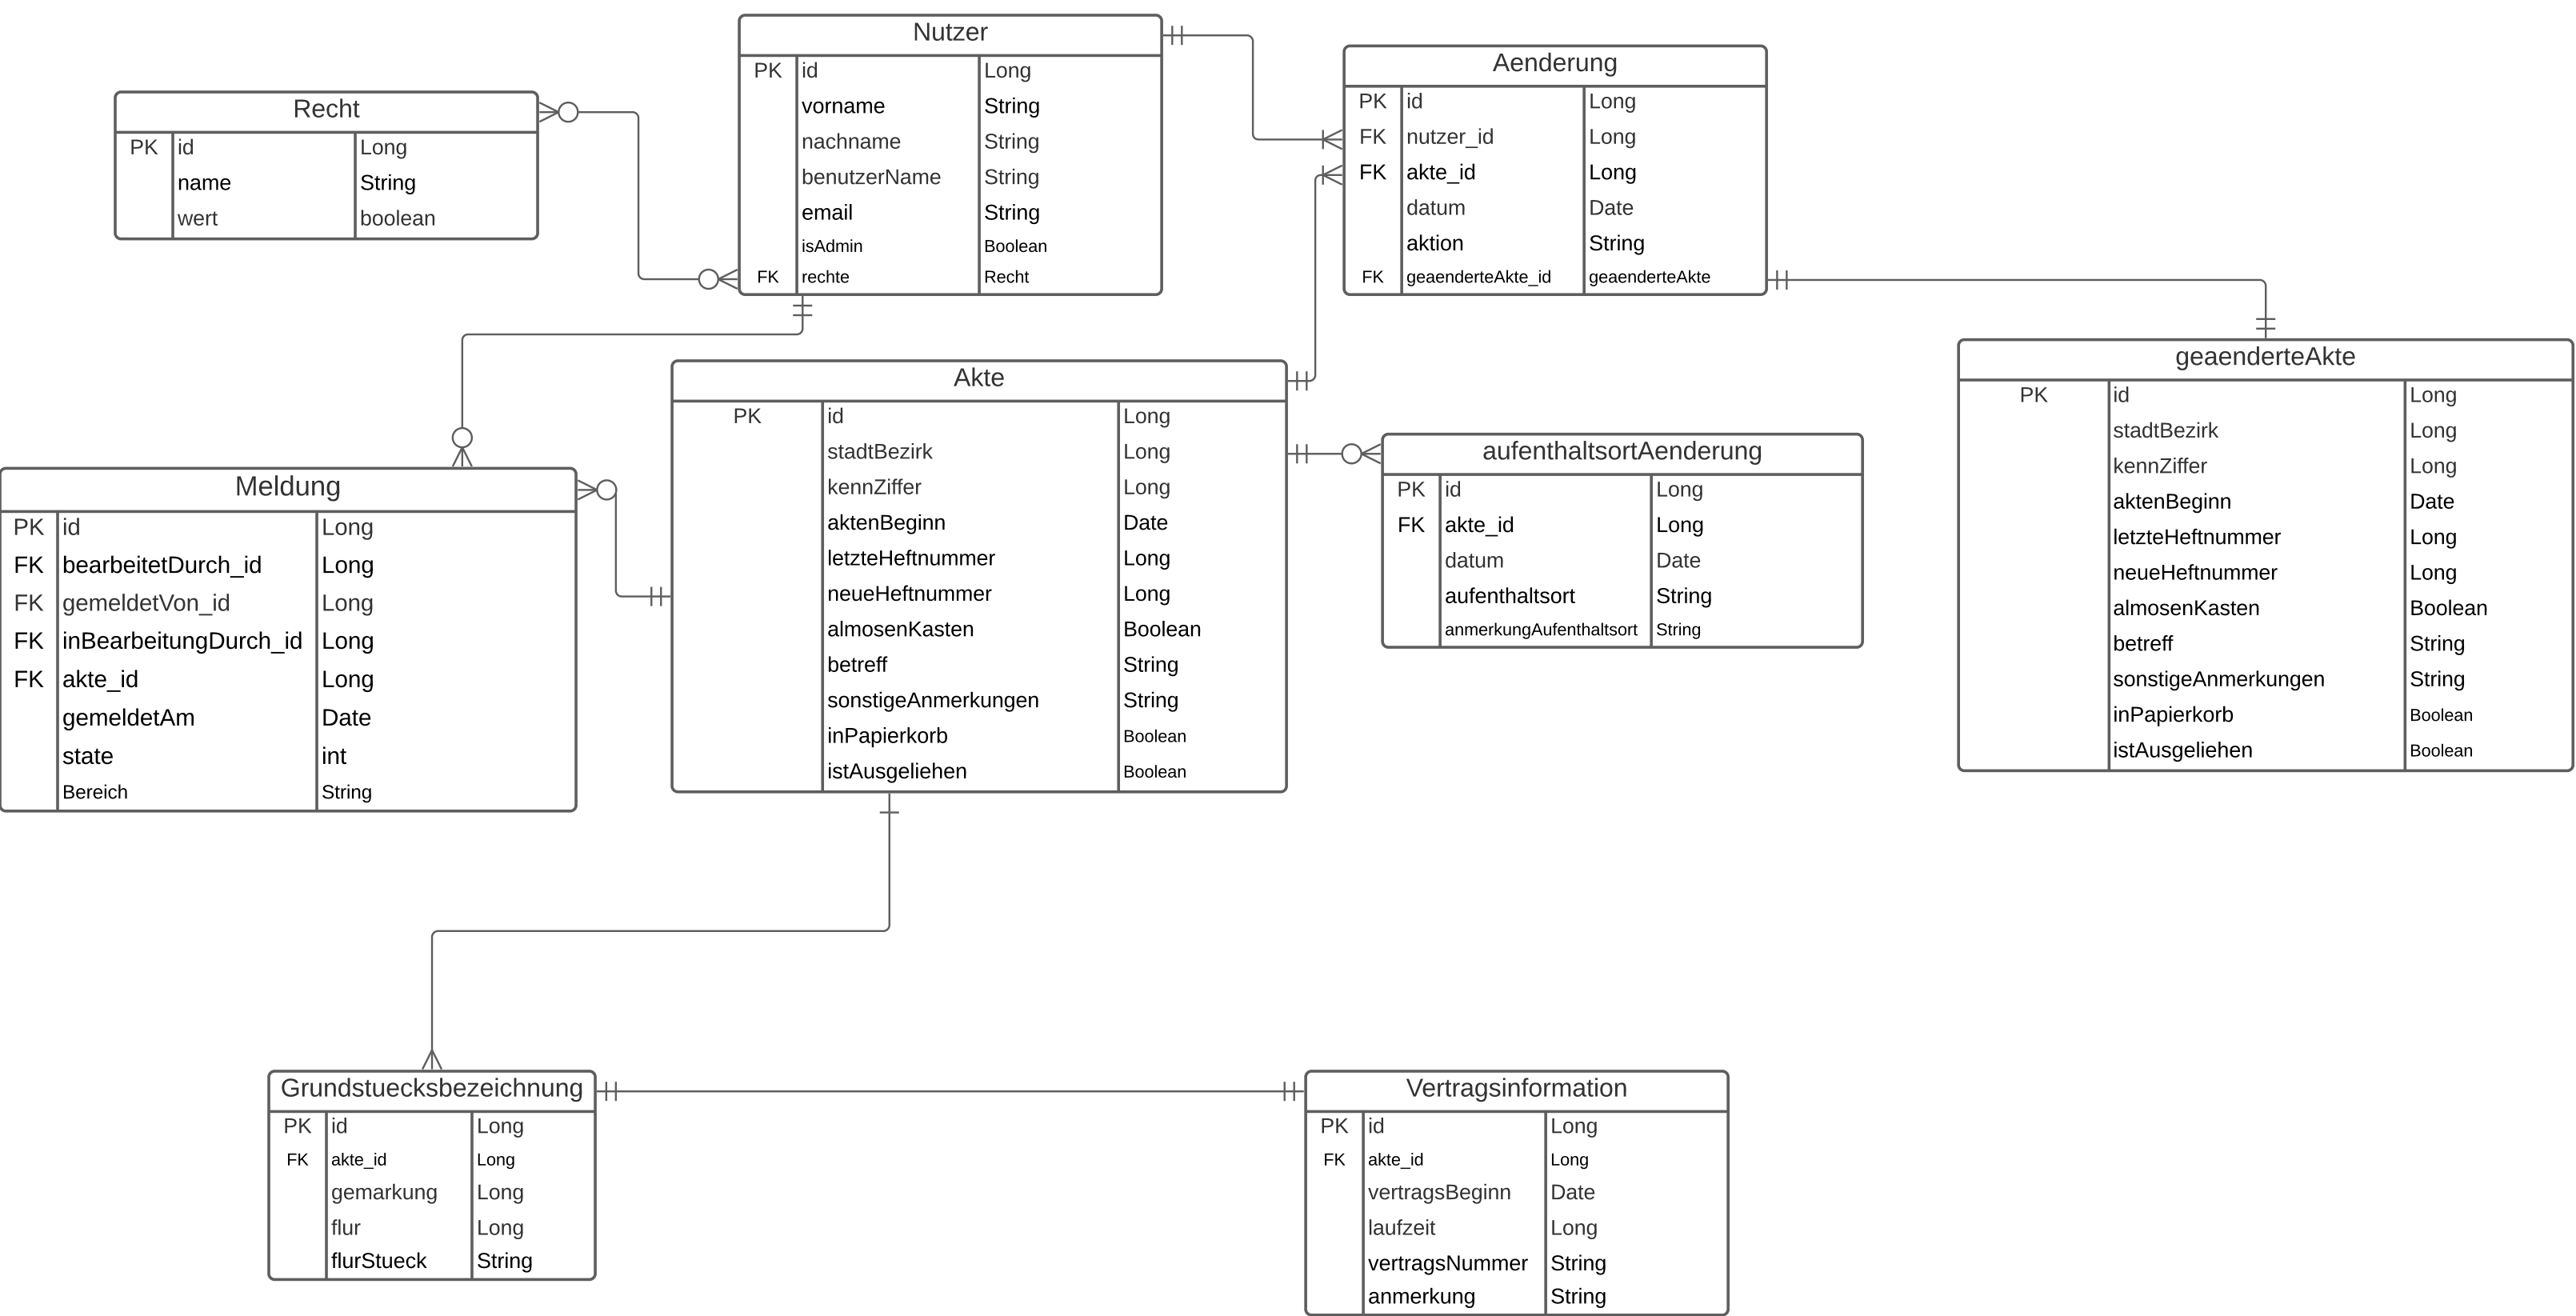 Nutzer
PK id Long
vorname String
nachname String
benutzerName String
email String
isAdmin Boolean
FK rechte Recht
Aenderung
PK id Long
FK nutzer_id Long
FK akte_id Long
datum Date
aktion String
FK geaenderteAkte_id geaenderteAkte
Recht
PK id Long
name String
wert boolean
geaenderteAkte
PK id Long
stadtBezirk Long
kennZiffer Long
aktenBeginn Date
letzteHeftnummer Long
neueHeftnummer Long
almosenKasten Boolean
betreff String
sonstigeAnmerkungen String
inPapierkorb Boolean
istAusgeliehen Boolean
Akte
PK id Long
stadtBezirk Long
kennZiffer Long
aktenBeginn Date
letzteHeftnummer Long
neueHeftnummer Long
almosenKasten Boolean
betreff String
sonstigeAnmerkungen String
inPapierkorb Boolean
istAusgeliehen Boolean
aufenthaltsortAenderung
PK id Long
FK akte_id Long
datum Date
aufenthaltsort String
anmerkungAufenthaltsort String
Meldung
PK id Long
FK bearbeitetDurch_id Long
FK gemeldetVon_id Long
FK inBearbeitungDurch_id Long
FK akte_id Long
gemeldetAm Date
state int
Bereich String
Grundstuecksbezeichnung
PK id Long
FK akte_id Long
gemarkung Long
flur Long
flurStueck String
Vertragsinformation
PK id Long
FK akte_id Long
vertragsBeginn Date
laufzeit Long
vertragsNummer String
anmerkung String